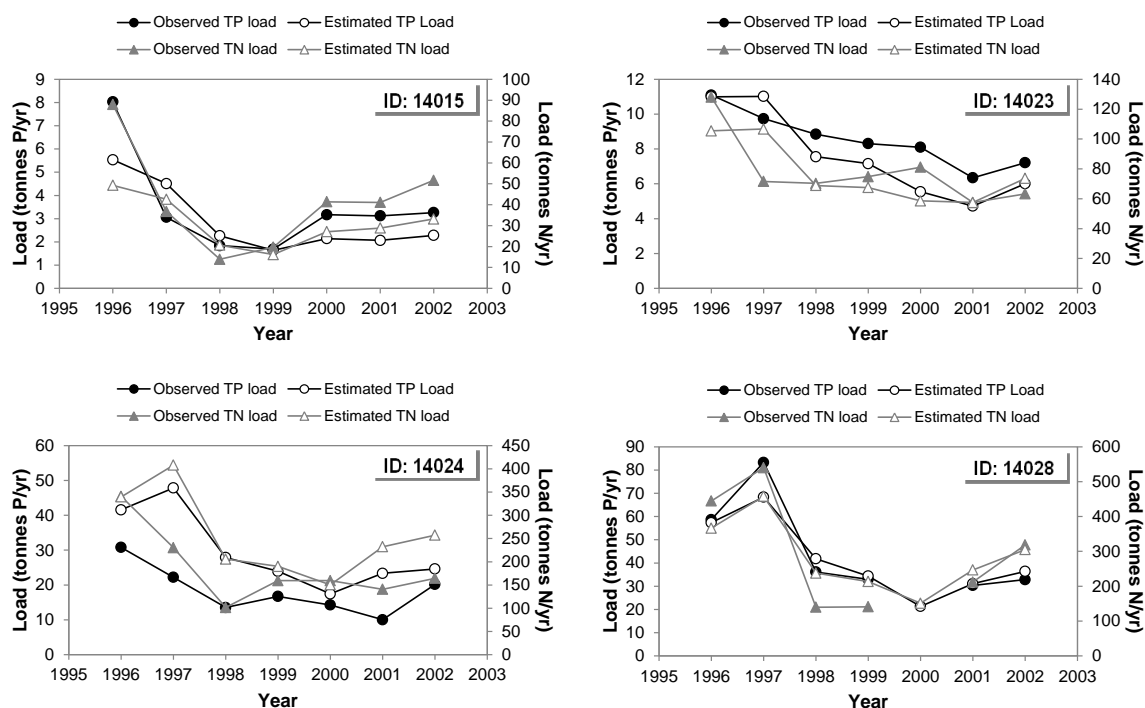 Observed TP load Estimated TP Load
Observed TN load Estimated TN load
ID: 14015
Load (tonnes P/yr)
9
8
7
6
5
4
3
2
1
0
100
90
80
70
60
50
40
30
20
10
0
Load (tonnes N/yr)
1995 1996 1997 1998 1999 2000 2001 2002 2003
Year
Observed TP load Estimated TP Load
Observed TN load Estimated TN load
ID: 14023
Load (tonnes P/yr)
12
10
8
6
4
2
0
140
120
100
80
60
40
20
0
Load (tonnes N/yr)
1995 1996 1997 1998 1999 2000 2001 2002 2003
Year
Observed TP load Estimated TP Load
Observed TN load Estimated TN load
ID: 14024
Load (tonnes P/yr)
60
50
40
30
20
10
0
450
400
350
300
250
200
150
100
50
0
Load (tonnes N/yr)
1995 1996 1997 1998 1999 2000 2001 2002 2003
Year
Observed TP load Estimated TP Load
Observed TN load Estimated TN load
ID: 14028
Load (tonnes P/yr)
90
80
70
60
50
40
30
20
10
0
600
500
400
300
200
100
0
Load (tonnes N/yr)
1995 1996 1997 1998 1999 2000 2001 2002 2003
Year